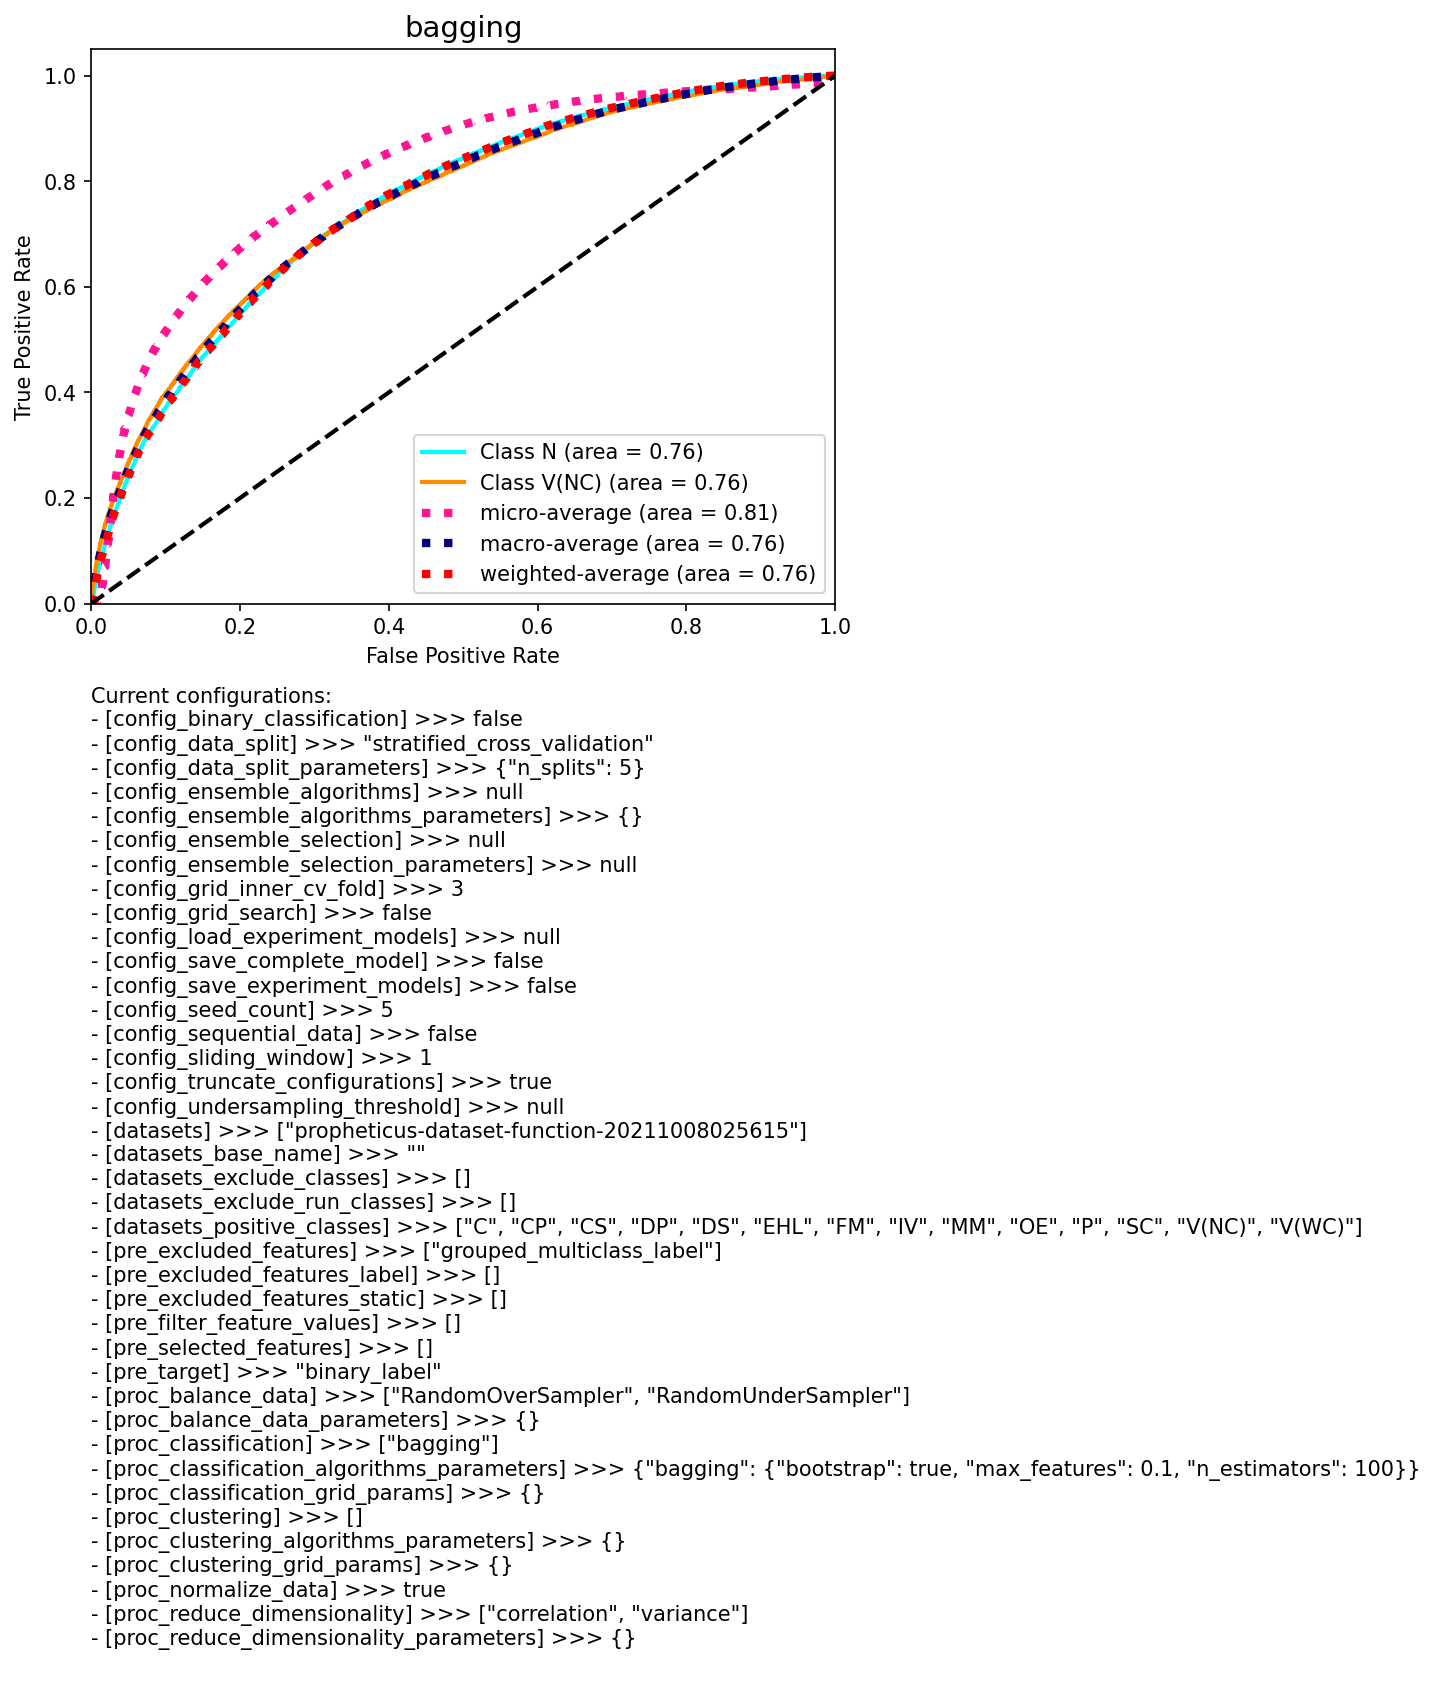 bagging
1.0
0.8
0.6
0.4
0.2
0.0
True Positive Rate
Class N (area = 0.76)
Class V(NC) (area = 0.76)
micro-average (area = 0.81)
macro-average (area = 0.76)
weighted-average (area = 0.76)
0.0 0.2 0.4 0.6 0.8 1.0
False Positive Rate
Current configurations:
- [config_binary_classification] >>> false
- [config_data_split] >>> "stratified_cross_validation"
- [config_data_split_parameters] >>> {"n_splits": 5}
- [config_ensemble_algorithms] >>> null
- [config_ensemble_algorithms_parameters] >>> {}
- [config_ensemble_selection] >>> null
- [config_ensemble_selection_parameters] >>> null
- [config_grid_inner_cv_fold] >>> 3
- [config_grid_search] >>> false
- [config_load_experiment_models] >>> null
- [config_save_complete_model] >>> false
- [config_save_experiment_models] >>> false
- [config_seed_count] >>> 5
- [config_sequential_data] >>> false
- [config_sliding_window] >>> 1
- [config_truncate_configurations] >>> true
- [config_undersampling_threshold] >>> null
- [datasets] >>> ["propheticus-dataset-function-20211008025615"]
- [datasets_base_name] >>> ""
- [datasets_exclude_classes] >>> []
- [datasets_exclude_run_classes] >>> []
- [datasets_positive_classes] >>> ["C", "CP", "CS", "DP", "DS", "EHL", "FM", "IV", "MM", "OE", "P", "SC", "V(NC)", "V(WC)"]
- [pre_excluded_features] >>> ["grouped_multiclass_label"]
- [pre_excluded_features_label] >>> []
- [pre_excluded_features_static] >>> []
- [pre_filter_feature_values] >>> []
- [pre_selected_features] >>> []
- [pre_target] >>> "binary_label"
- [proc_balance_data] >>> ["RandomOverSampler", "RandomUnderSampler"]
- [proc_balance_data_parameters] >>> {}
- [proc_classification] >>> ["bagging"]
- [proc_classification_algorithms_parameters] >>> {"bagging": {"bootstrap": true, "max_features": 0.1, "n_estimators": 100}}
- [proc_classification_grid_params] >>> {}
- [proc_clustering] >>> []
- [proc_clustering_algorithms_parameters] >>> {}
- [proc_clustering_grid_params] >>> {}
- [proc_normalize_data] >>> true
- [proc_reduce_dimensionality] >>> ["correlation", "variance"]
- [proc_reduce_dimensionality_parameters] >>> {}